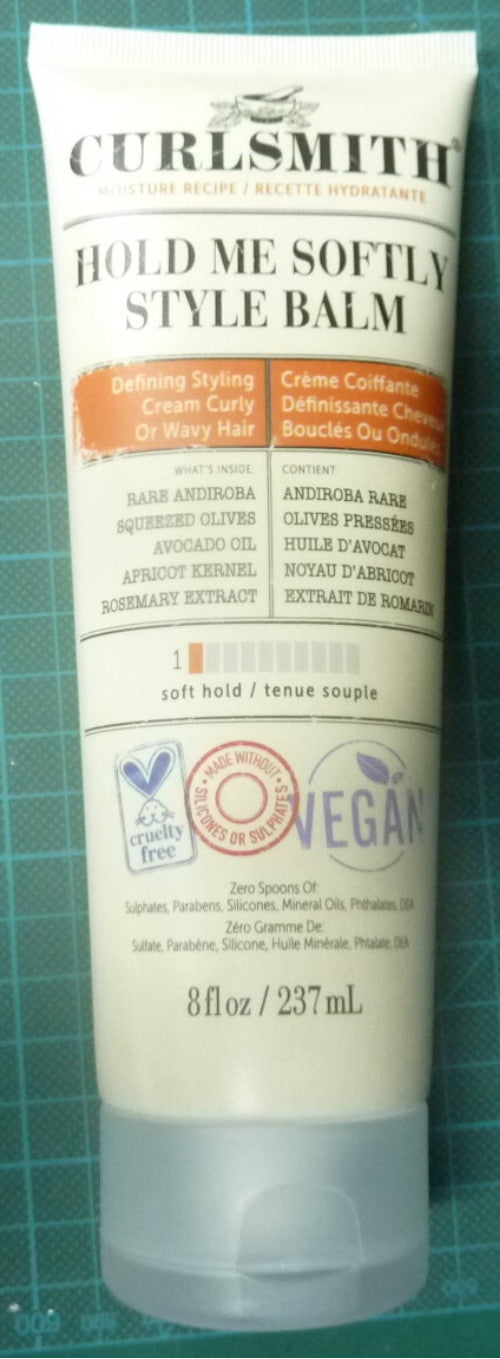 CURLSMITH®
MOISTURE RECIPE / RECETTE HYDRATANTE
HOLD ME SOFTLY
STYLE BALM
Defining Styling
Cream Curly
Or Wavy Hair
Crème Coiffante
Définissante Cheveux
Bouclés Ou Ondulés
WHAT'S INSIDE:
RARE ANDIROBA
SQUEEZED OLIVES
AVOCADO OIL
APRICOT KERNEL
ROSEMARY EXTRACT
CONTIENT:
ANDIROBA RARE
OLIVES PRESSÉES
HUILE D'AVOCAT
NOYAU D'ABRICOT
EXTRAIT DE ROMARIN
1
soft hold / tenue souple
cruelty
free
MADE WITHOUT
SILICONES OR SULPHATES
VEGAN
Zero Spoons Of:
Sulphates, Parabens, Silicones, Mineral Oils, Phthalates, DEA
Zéro Gramme De:
Sulfate, Parabène, Silicone, Huile Minérale, Phtalate, DEA
8 fl oz / 237 mL